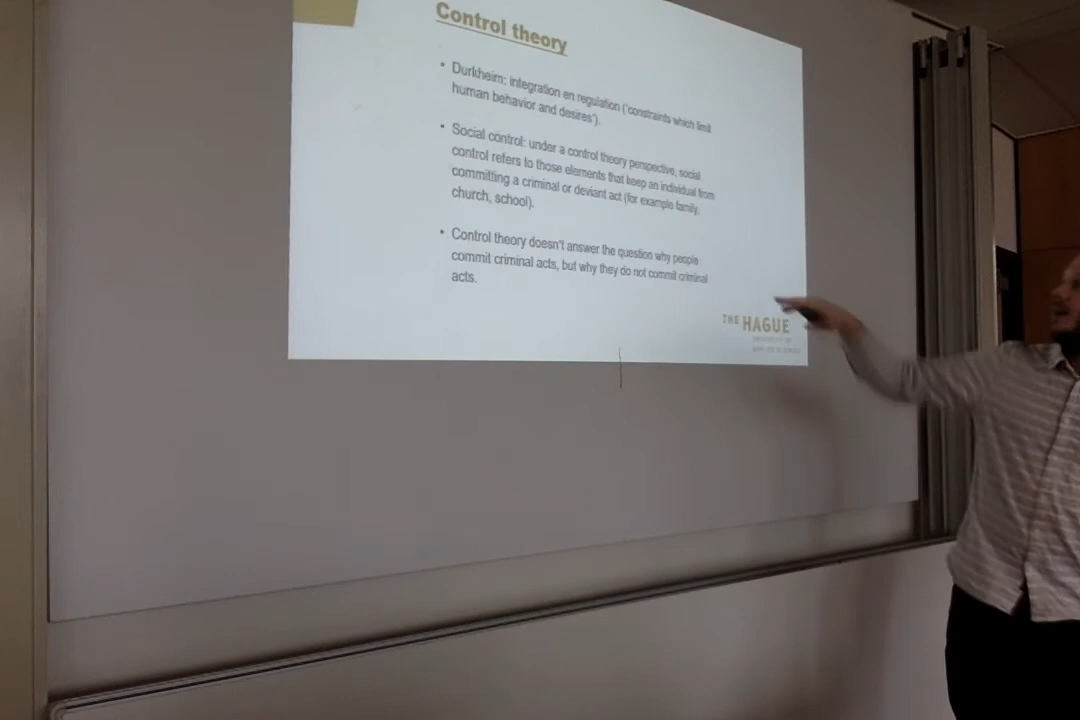 Control theory
• Durkheim: integration en regulation ('constraints which limit
human behavior and desires').
• Social control: under a control theory perspective, social
control refers to those elements that keep an individual from
committing a criminal or deviant act (for example family,
church, school).
• Control theory doesn't answer the question why people
commit criminal acts, but why they do not commit criminal
acts.
THE HAGUE